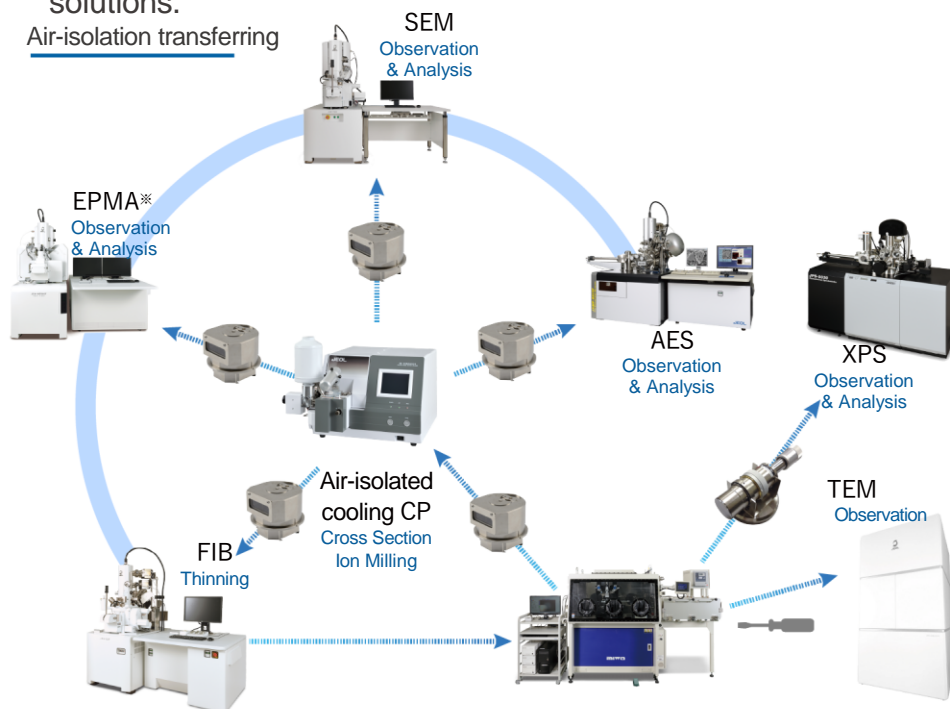 solutions.
Air-isolation transferring
SEM
Observation
& Analysis
EPMA※
Observation
& Analysis
AES
Observation
& Analysis
XPS
Observation
& Analysis
JEOL
Air-isolated
cooling CP
Cross Section
Ion Milling
TEM
Observation
FIB
Thinning